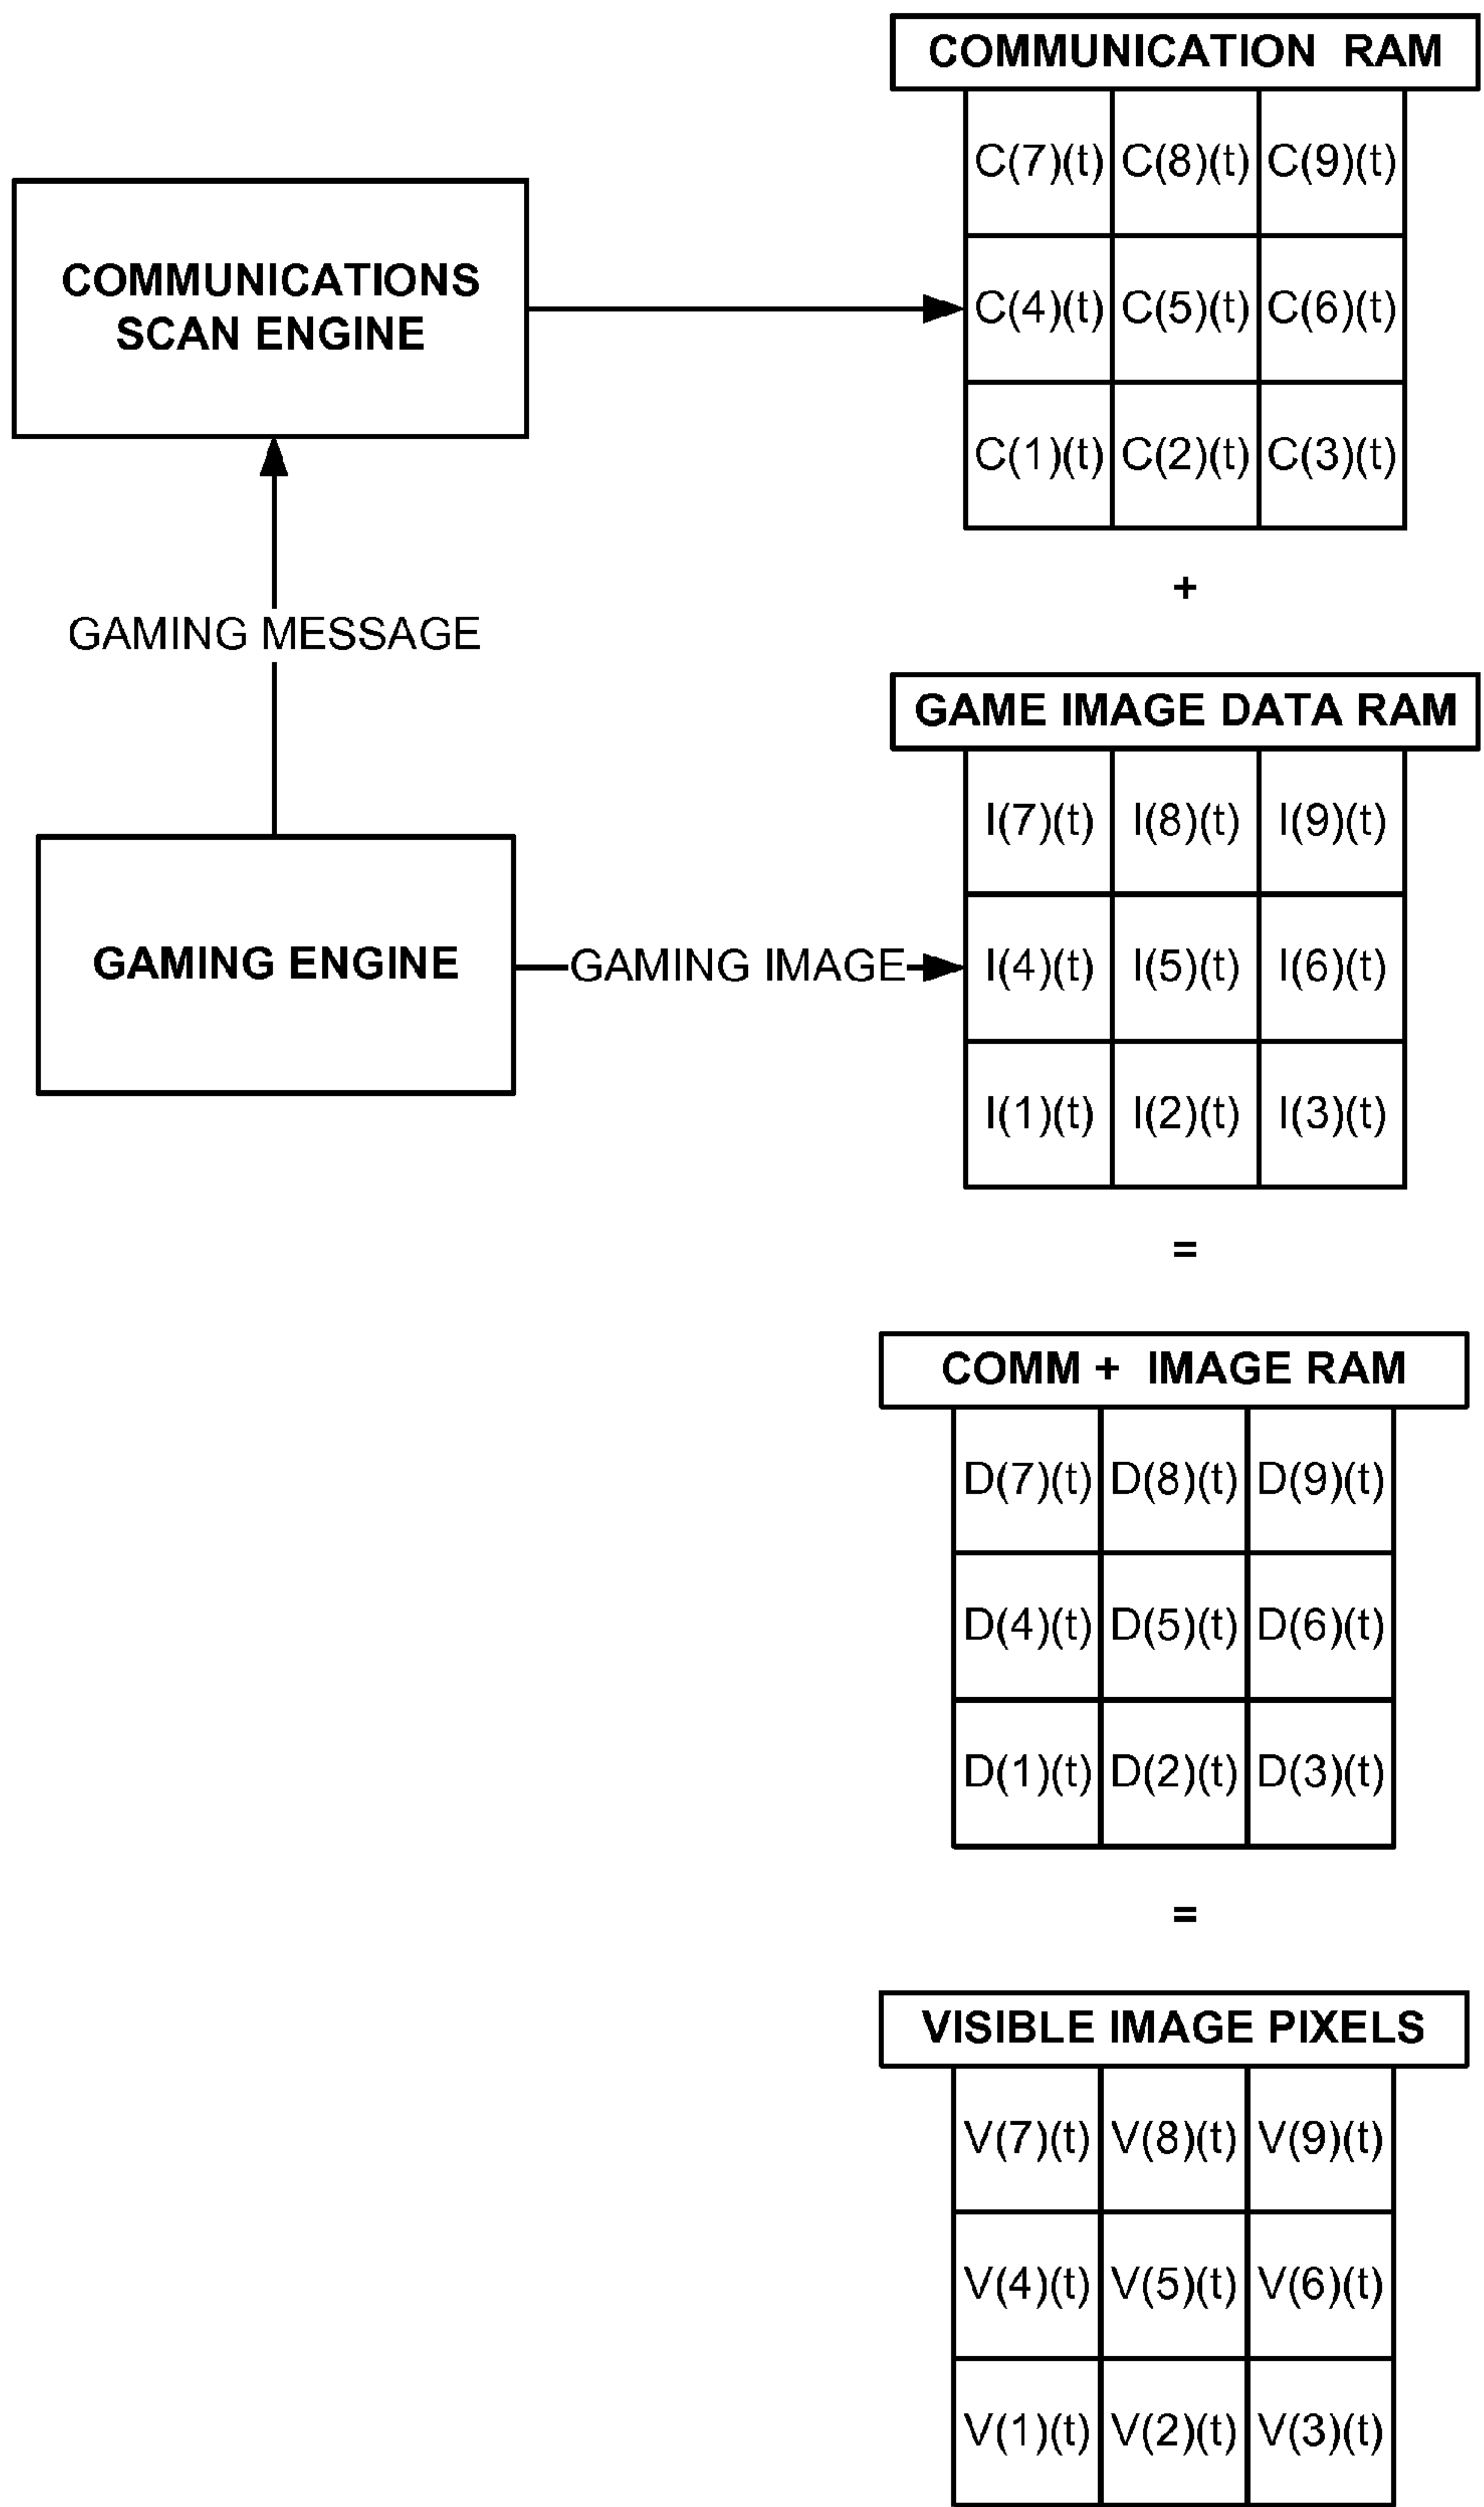 COMMUNICATION RAM
C(7)(t) C(8)(t) C(9)(t)
COMMUNICATIONS
SCAN ENGINE
C(4)(t) C(5)(t) C(6)(t)
C(1)(t) C(2)(t) C(3)(t)
+
GAMING MESSAGE
GAME IMAGE DATA RAM
I(7)(t) I(8)(t) I(9)(t)
GAMING ENGINE
GAMING IMAGE
I(4)(t) I(5)(t) I(6)(t)
I(1)(t) I(2)(t) I(3)(t)
=
COMM + IMAGE RAM
D(7)(t) D(8)(t) D(9)(t)
D(4)(t) D(5)(t) D(6)(t)
D(1)(t) D(2)(t) D(3)(t)
=
VISIBLE IMAGE PIXELS
V(7)(t) V(8)(t) V(9)(t)
V(4)(t) V(5)(t) V(6)(t)
V(1)(t) V(2)(t) V(3)(t)